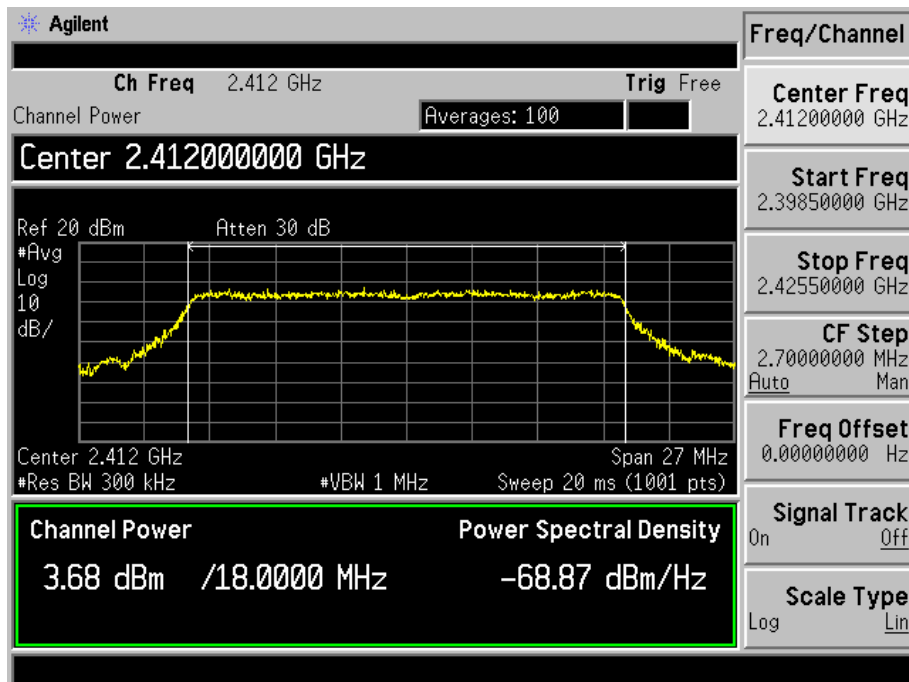 Agilent
Freq/Channel
Ch Freq 2.412 GHz Trig Free
Channel Power Averages: 100
Center 2.412000000 GHz
Ref 20 dBm Atten 30 dB
#Avg
Log
10
dB/
Center 2.412 GHz Span 27 MHz
#Res BW 300 kHz #VBW 1 MHz Sweep 20 ms (1001 pts)
Channel Power Power Spectral Density
3.68 dBm /18.0000 MHz -68.87 dBm/Hz
Center Freq
2.41200000 GHz
Start Freq
2.39850000 GHz
Stop Freq
2.42550000 GHz
CF Step
2.70000000 MHz
Auto Man
Freq Offset
0.00000000 Hz
Signal Track
On Off
Scale Type
Log Lin